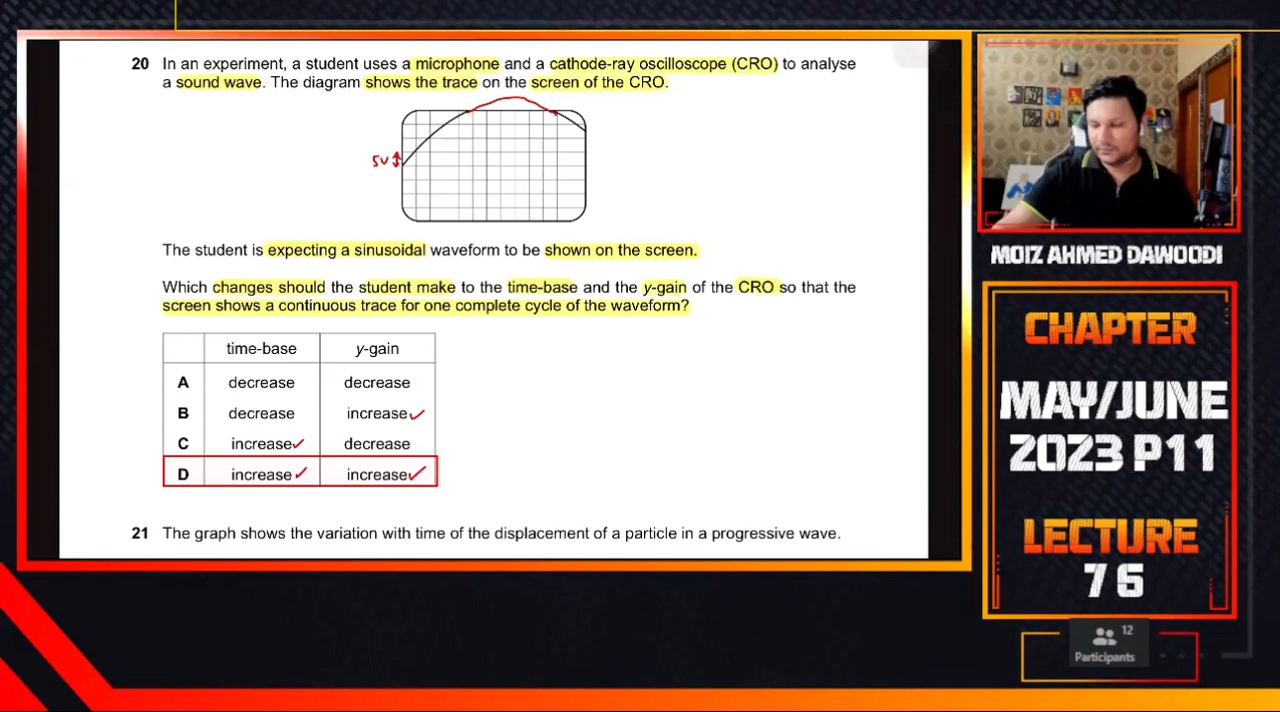 20 In an experiment, a student uses a microphone and a cathode-ray oscilloscope (CRO) to analyse
a sound wave. The diagram shows the trace on the screen of the CRO.
5V
The student is expecting a sinusoidal waveform to be shown on the screen.
Which changes should the student make to the time-base and the y-gain of the CRO so that the
screen shows a continuous trace for one complete cycle of the waveform?
time-base y-gain
A decrease decrease
B decrease increase
C increase decrease
D increase increase
21 The graph shows the variation with time of the displacement of a particle in a progressive wave.
MOIZ AHMED DAWOODI
CHAPTER
MAY/JUNE
2023 P11
LECTURE
76
12
Participants